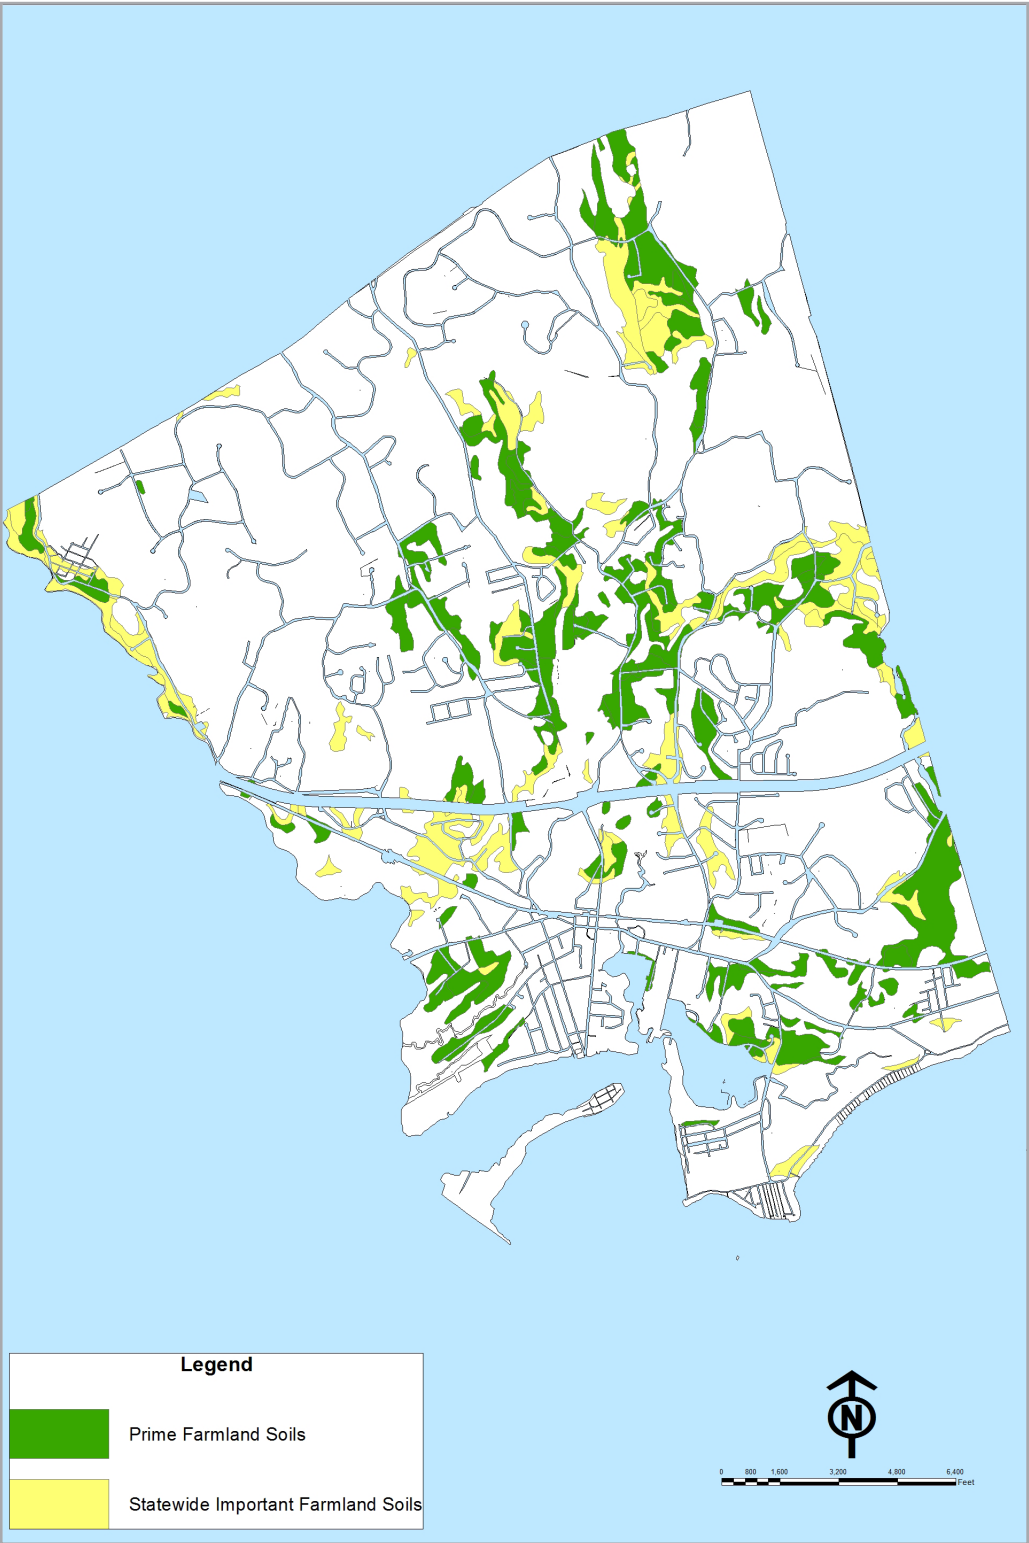 Legend
Prime Farmland Soils
Statewide Important Farmland Soils
N
0 800 1,600 3,200 4,800 6,400
Feet